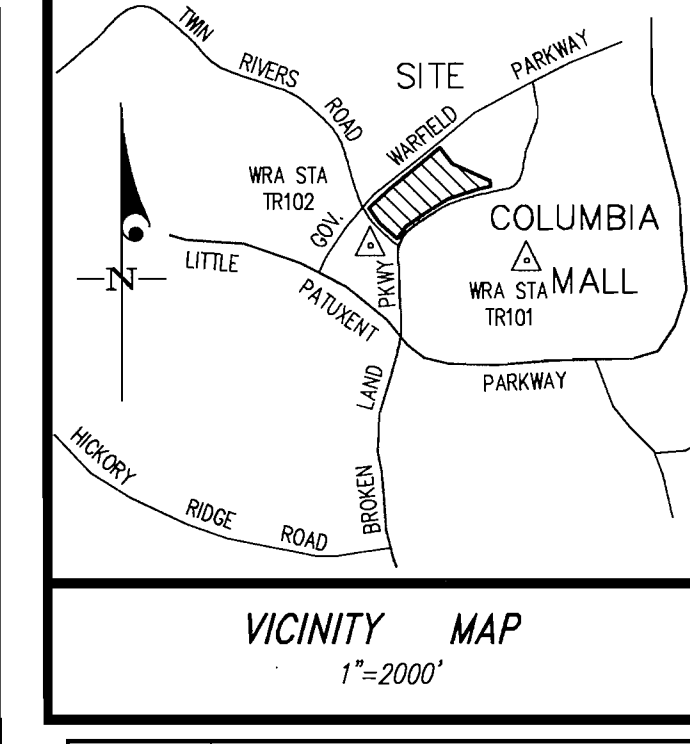 TWIN RIVERS ROAD
SITE
WARFIELD PARKWAY
WRA STA
TR102
GOV.
COLUMBIA
MALL
WRA STA
TR101
N
LITTLE PATUXENT PARKWAY
BROKEN LAND PKWY
HICKORY RIDGE ROAD
VICINITY MAP
1"=2000'